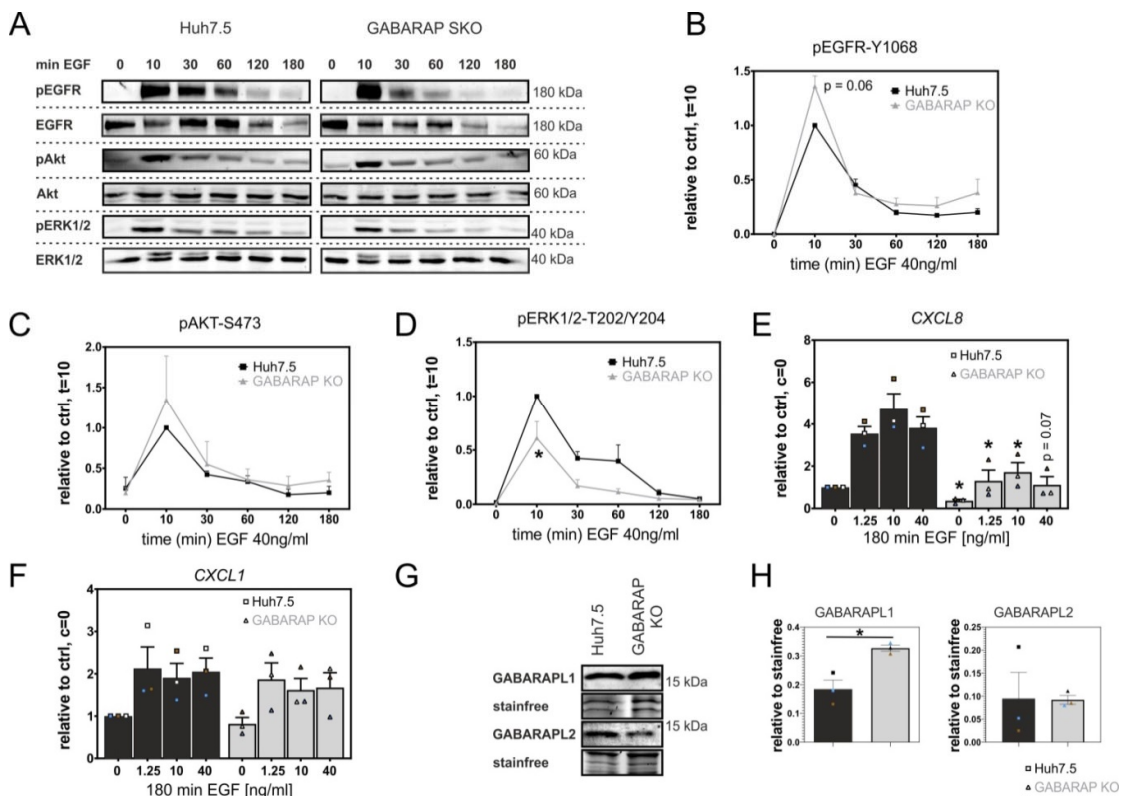 A
Huh7.5 GABARAP SKO
min EGF 0 10 30 60 120 180 0 10 30 60 120 180
pEGFR 180 kDa
EGFR 180 kDa
pAkt 60 kDa
Akt 60 kDa
pERK1/2 40 kDa
ERK1/2 40 kDa
B
pEGFR-Y1068
relative to ctrl, t=10
1.5
1.0
0.5
0.0
p = 0.06
Huh7.5
GABARAP KO
0 10 30 60 120 180
time (min) EGF 40ng/ml
C
pAKT-S473
relative to ctrl, t=10
2.0
1.5
1.0
0.5
0.0
Huh7.5
GABARAP KO
0 10 30 60 120 180
time (min) EGF 40ng/ml
D
pERK1/2-T202/Y204
relative to ctrl, t=10
1.5
1.0
0.5
0.0
Huh7.5
GABARAP KO
*
0 10 30 60 120 180
time (min) EGF 40ng/ml
E
CXCL8
relative to ctrl, c=0
8
6
4
2
0
Huh7.5
GABARAP KO
* * * p = 0.07
0 1.25 10 40 0 1.25 10 40
180 min EGF [ng/ml]
F
CXCL1
relative to ctrl, c=0
4
3
2
1
0
Huh7.5
GABARAP KO
0 1.25 10 40 0 1.25 10 40
180 min EGF [ng/ml]
G
Huh7.5
GABARAP
KO
GABARAPL1 15 kDa
stainfree
GABARAPL2 15 kDa
stainfree
H
GABARAPL1
relative to stainfree
0.4
0.3
0.2
0.1
0.0
*
GABARAPL2
relative to stainfree
0.25
0.20
0.15
0.10
0.05
0.00
Huh7.5
GABARAP KO